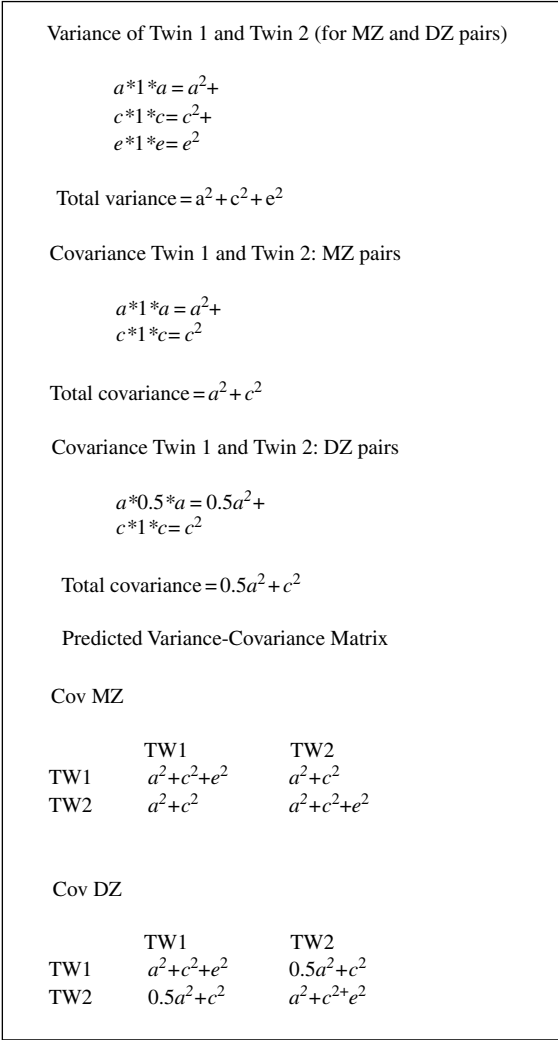 Variance of Twin 1 and Twin 2 (for MZ and DZ pairs)
a*1*a = a²+
c*1*c= c²+
e*1*e= e²
Total variance = a²+c²+e²
Covariance Twin 1 and Twin 2: MZ pairs
a*1*a = a²+
c*1*c= c²
Total covariance = a²+c²
Covariance Twin 1 and Twin 2: DZ pairs
a*0.5*a = 0.5a²+
c*1*c= c²
Total covariance = 0.5a²+c²
Predicted Variance-Covariance Matrix
Cov MZ
TW1 TW2
TW1 a²+c²+e² a²+c²
TW2 a²+c² a²+c²+e²
Cov DZ
TW1 TW2
TW1 a²+c²+e² 0.5a²+c²
TW2 0.5a²+c² a²+c²⁺e²